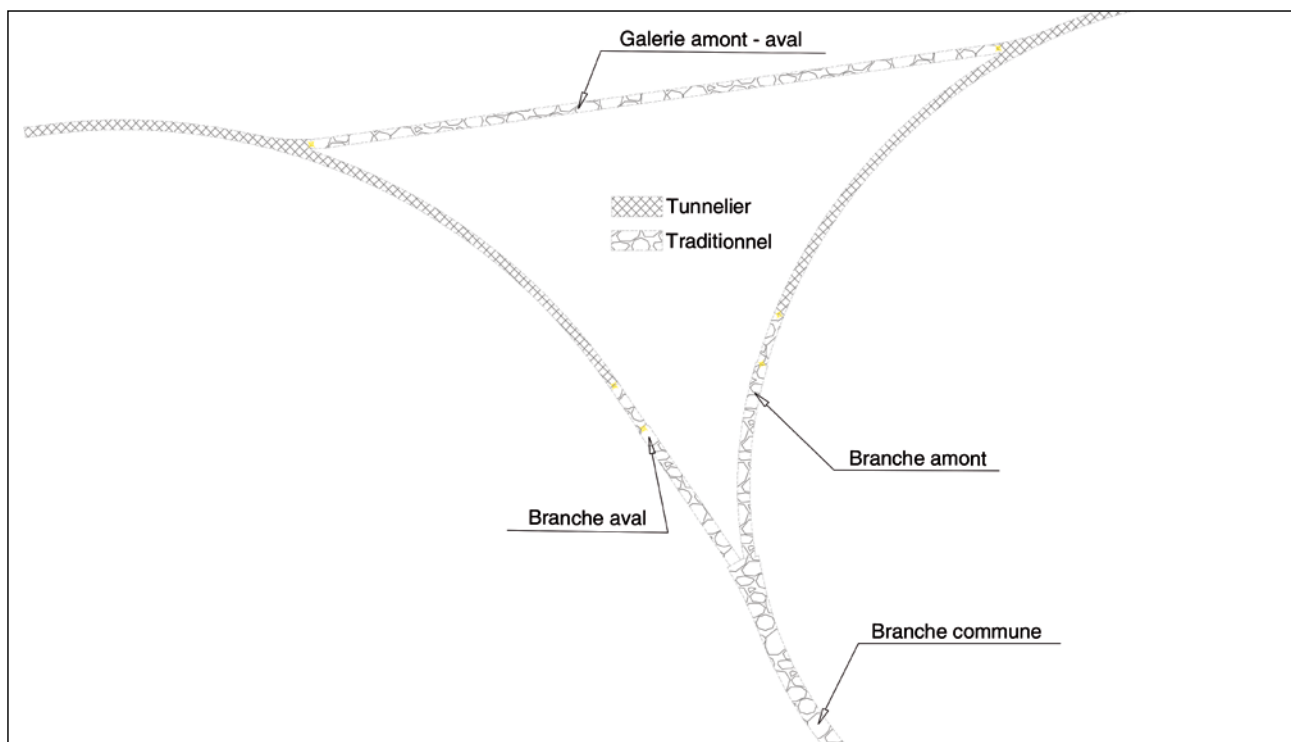 Galerie amont - aval
Tunnelier
Traditionnel
Branche amont
Branche aval
Branche commune